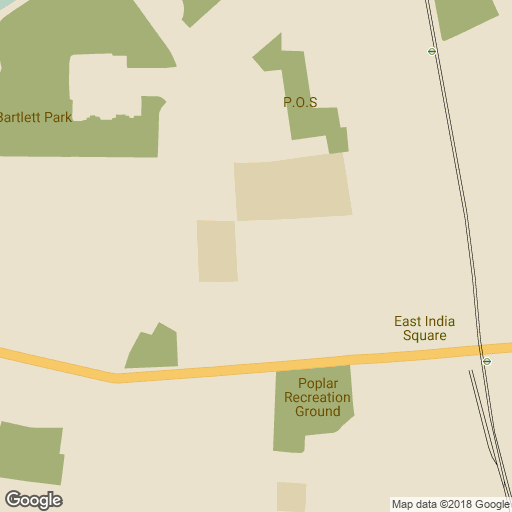 P.O.S
Bartlett Park
East India
Square
Poplar
Recreation
Ground
Google
Map data ©2018 Google